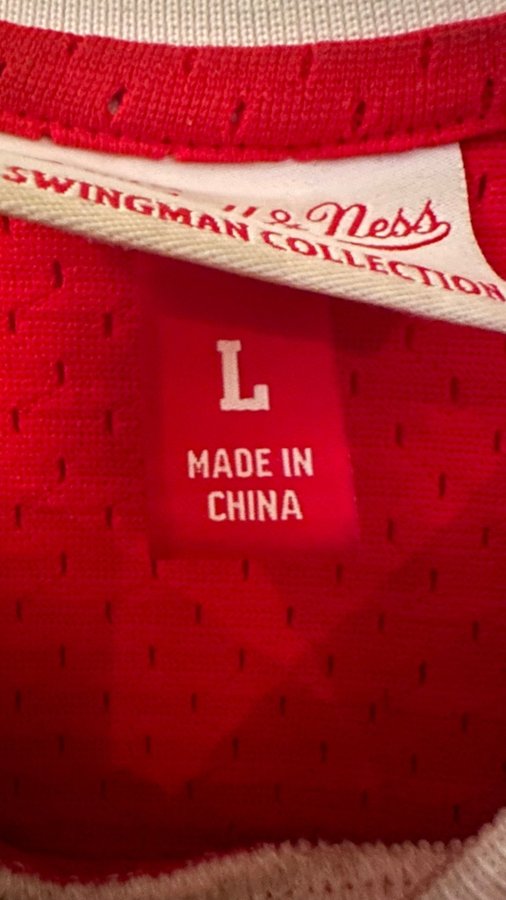 & Ness
SWINGMAN COLLECTION
L
MADE IN
CHINA